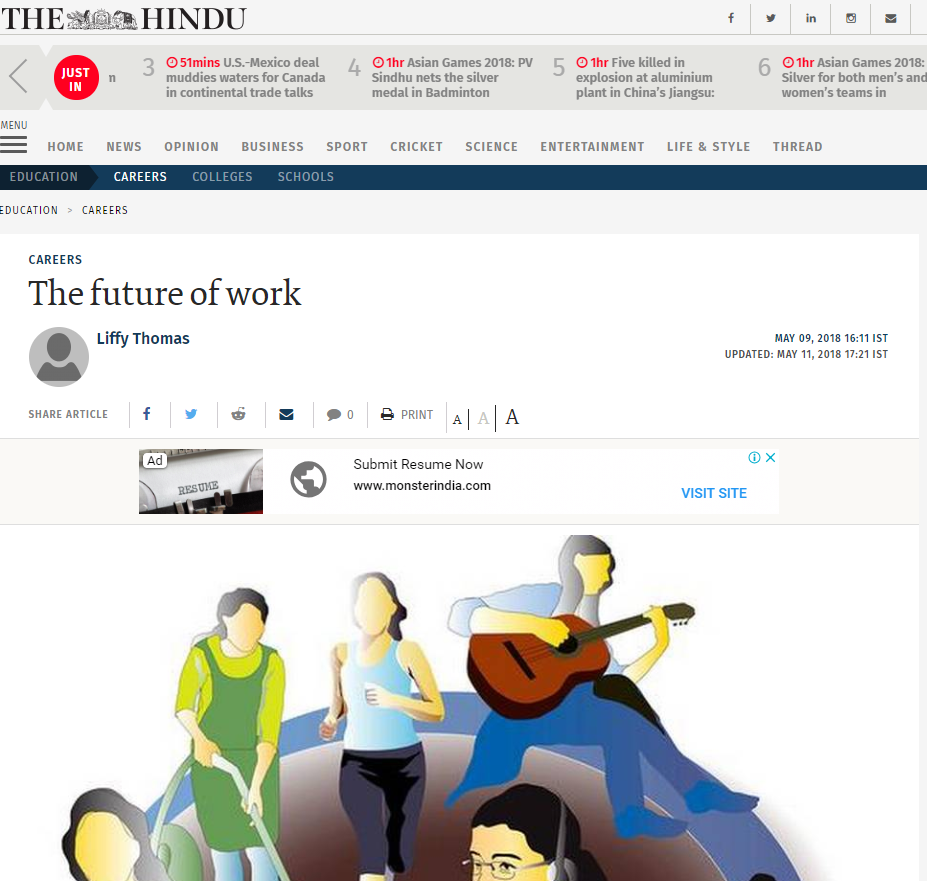 THE HINDU
JUST IN
n
3 51mins U.S.-Mexico deal
muddies waters for Canada
in continental trade talks
4 1hr Asian Games 2018: PV
Sindhu nets the silver
medal in Badminton
5 1hr Five killed in
explosion at aluminium
plant in China's Jiangsu:
6 1hr Asian Games 2018:
Silver for both men's and
women's teams in
MENU
HOME NEWS OPINION BUSINESS SPORT CRICKET SCIENCE ENTERTAINMENT LIFE & STYLE THREAD
EDUCATION CAREERS COLLEGES SCHOOLS
EDUCATION > CAREERS
CAREERS
The future of work
Liffy Thomas
MAY 09, 2018 16:11 IST
UPDATED: MAY 11, 2018 17:21 IST
SHARE ARTICLE 0 PRINT A A A
Ad
RESUME
Submit Resume Now
www.monsterindia.com
VISIT SITE